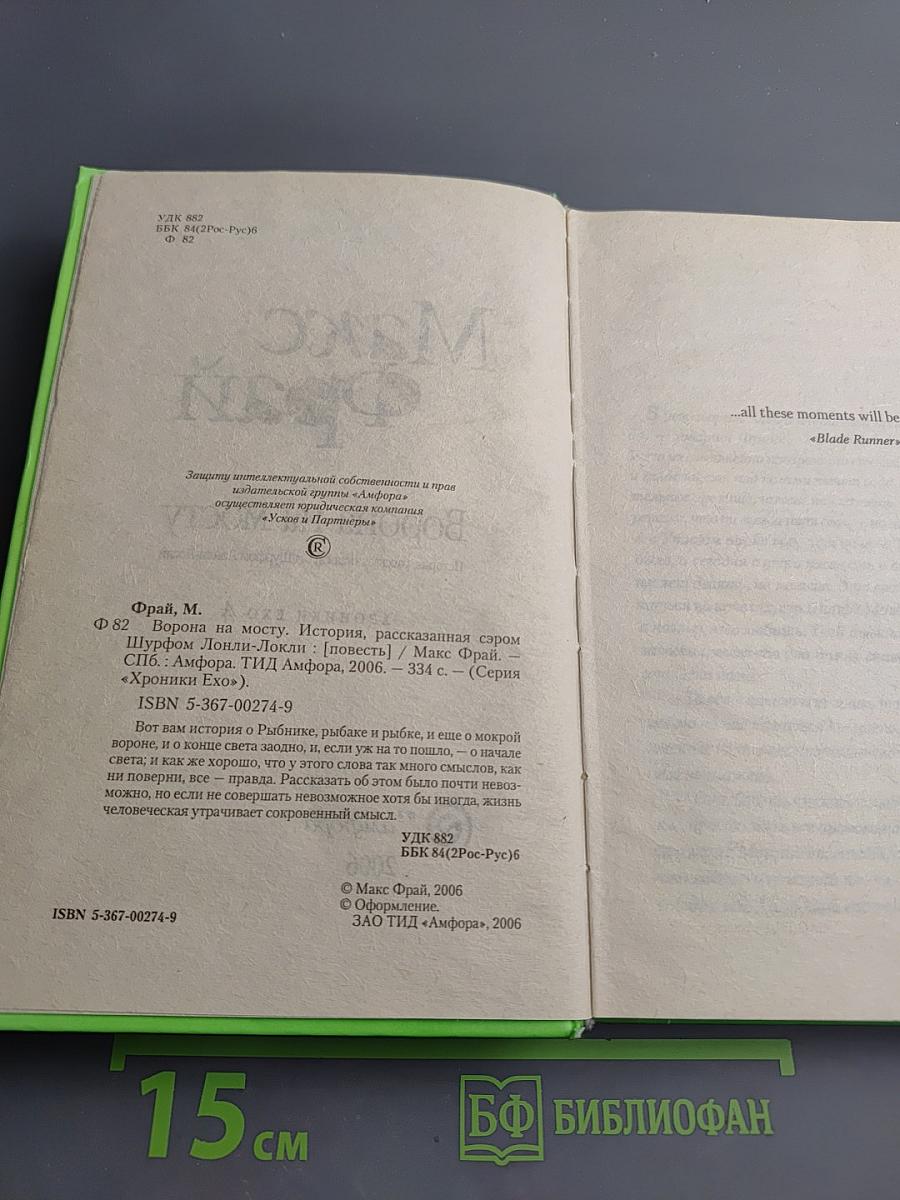 УДК 882
ББК 84(2Рос-Рус)6
Ф 82
Защиту интеллектуальной собственности и прав
издательской группы «Амфора»
осуществляет юридическая компания
«Усков и Партнеры»
Фрай, М.
Ф 82 Ворона на мосту. История, рассказанная сэром
Шурфом Лонли-Локли : [повесть] / Макс Фрай. —
СПб. : Амфора. ТИД Амфора, 2006. — 334 с. — (Серия
«Хроники Ехо»).
ISBN 5-367-00274-9
Вот вам история о Рыбнике, рыбаке и рыбке, и еще о мокрой
вороне, и о конце света заодно, и, если уж на то пошло, — о начале
света; и как же хорошо, что у этого слова так много смыслов, как
ни поверни, все — правда. Рассказать об этом было почти невоз-
можно, но если не совершать невозможное хотя бы иногда, жизнь
человеческая утрачивает сокровенный смысл.
УДК 882
ББК 84(2Рос-Рус)6
© Макс Фрай, 2006
© Оформление.
ЗАО ТИД «Амфора», 2006
ISBN 5-367-00274-9
...all these moments will be
«Blade Runner»
15 см
БФ БИБЛИОФАН